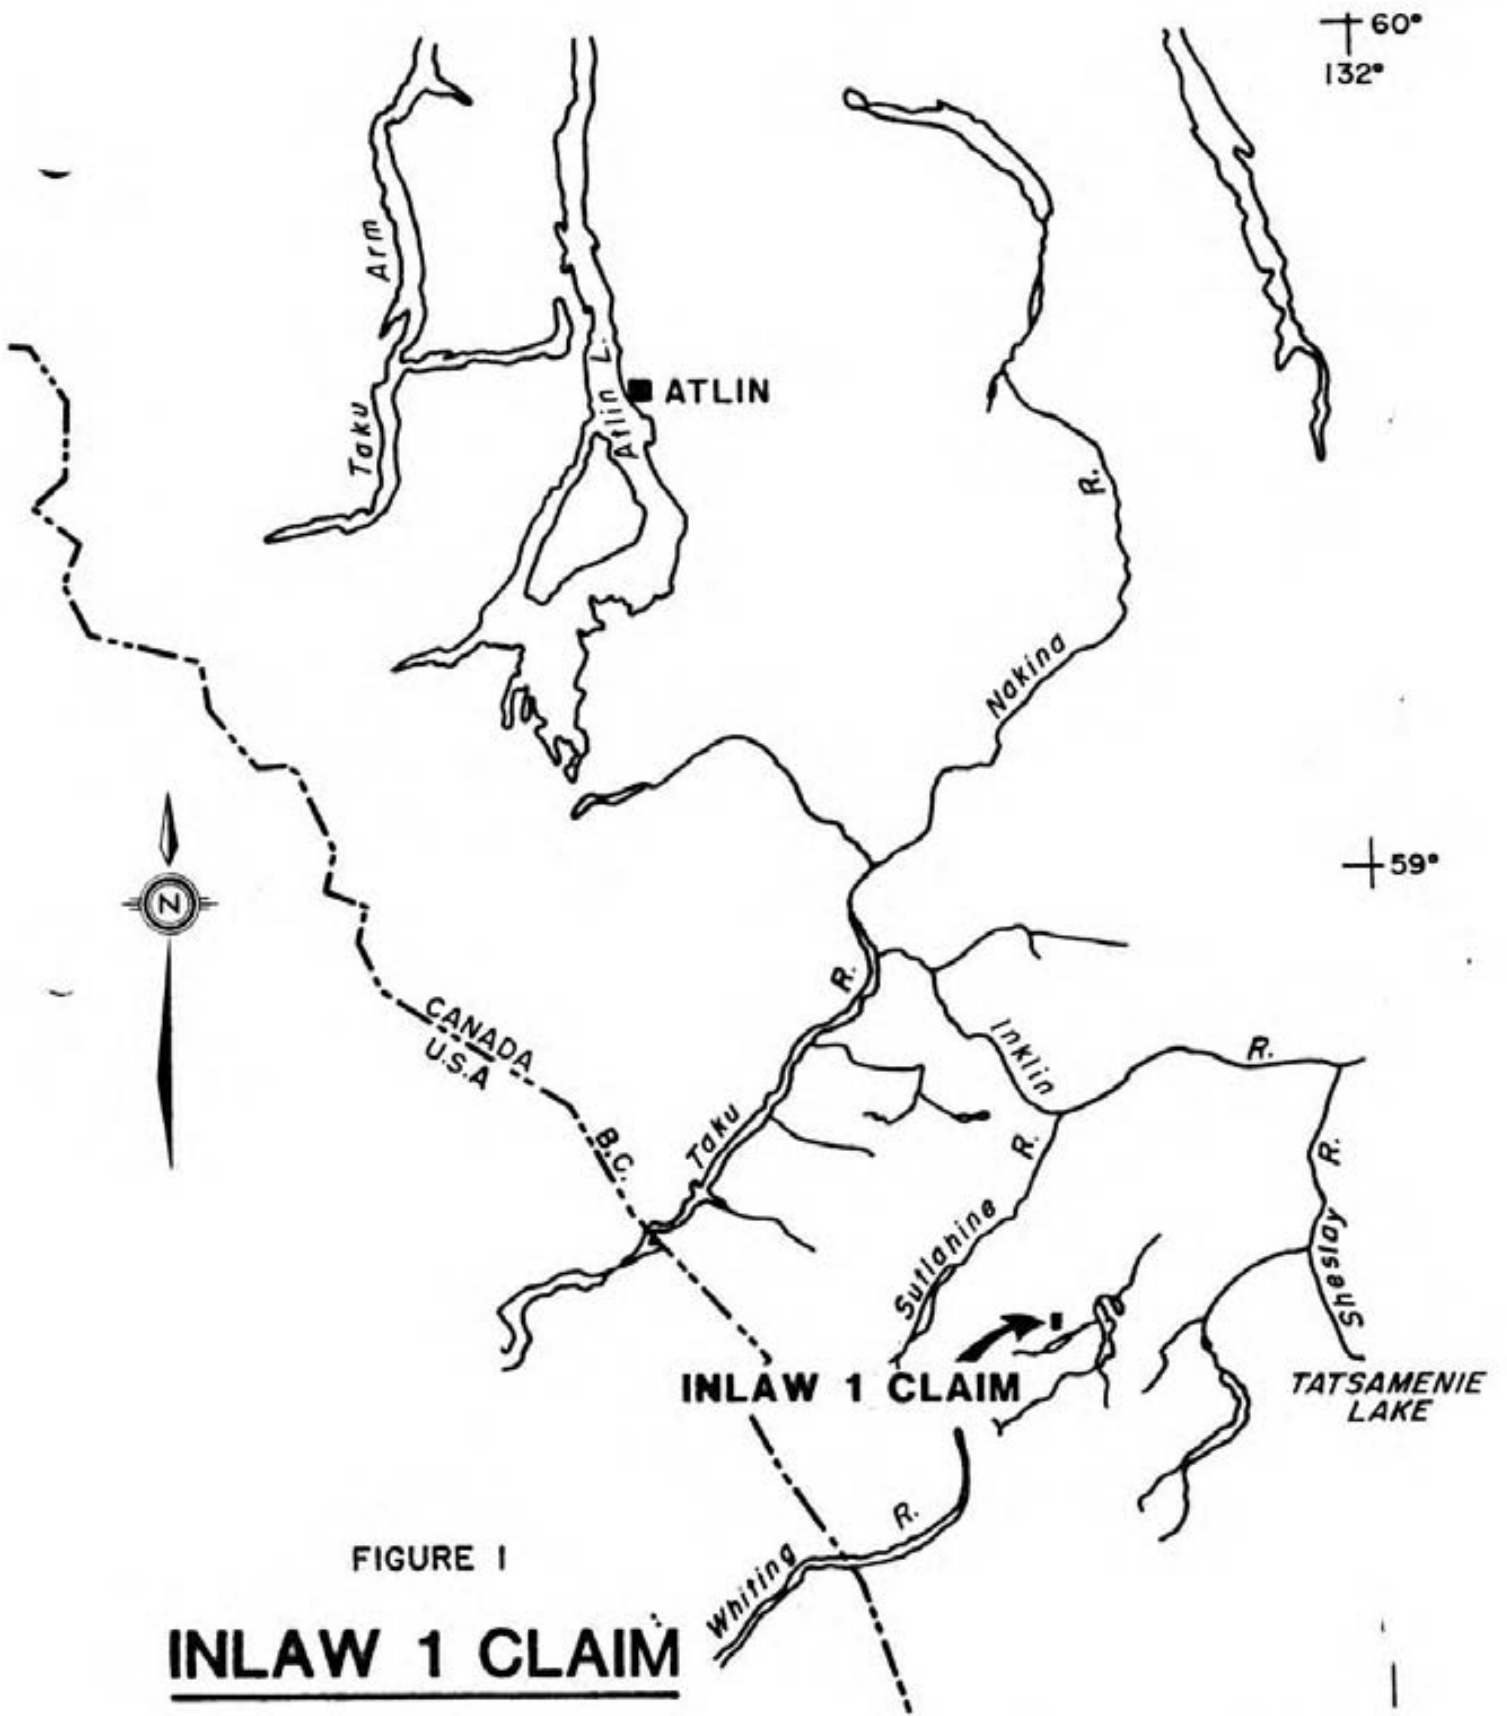 60°
132°
Taku Arm
Atlin L.
ATLIN
R.
Nakina
59°
N
CANADA
U.S.A
B.C.
R.
Taku
Inklin
R.
R.
Sutlahine
R.
Sheslay
INLAW 1 CLAIM
TATSAMENIE
LAKE
R.
Whiting
FIGURE 1
INLAW 1 CLAIM